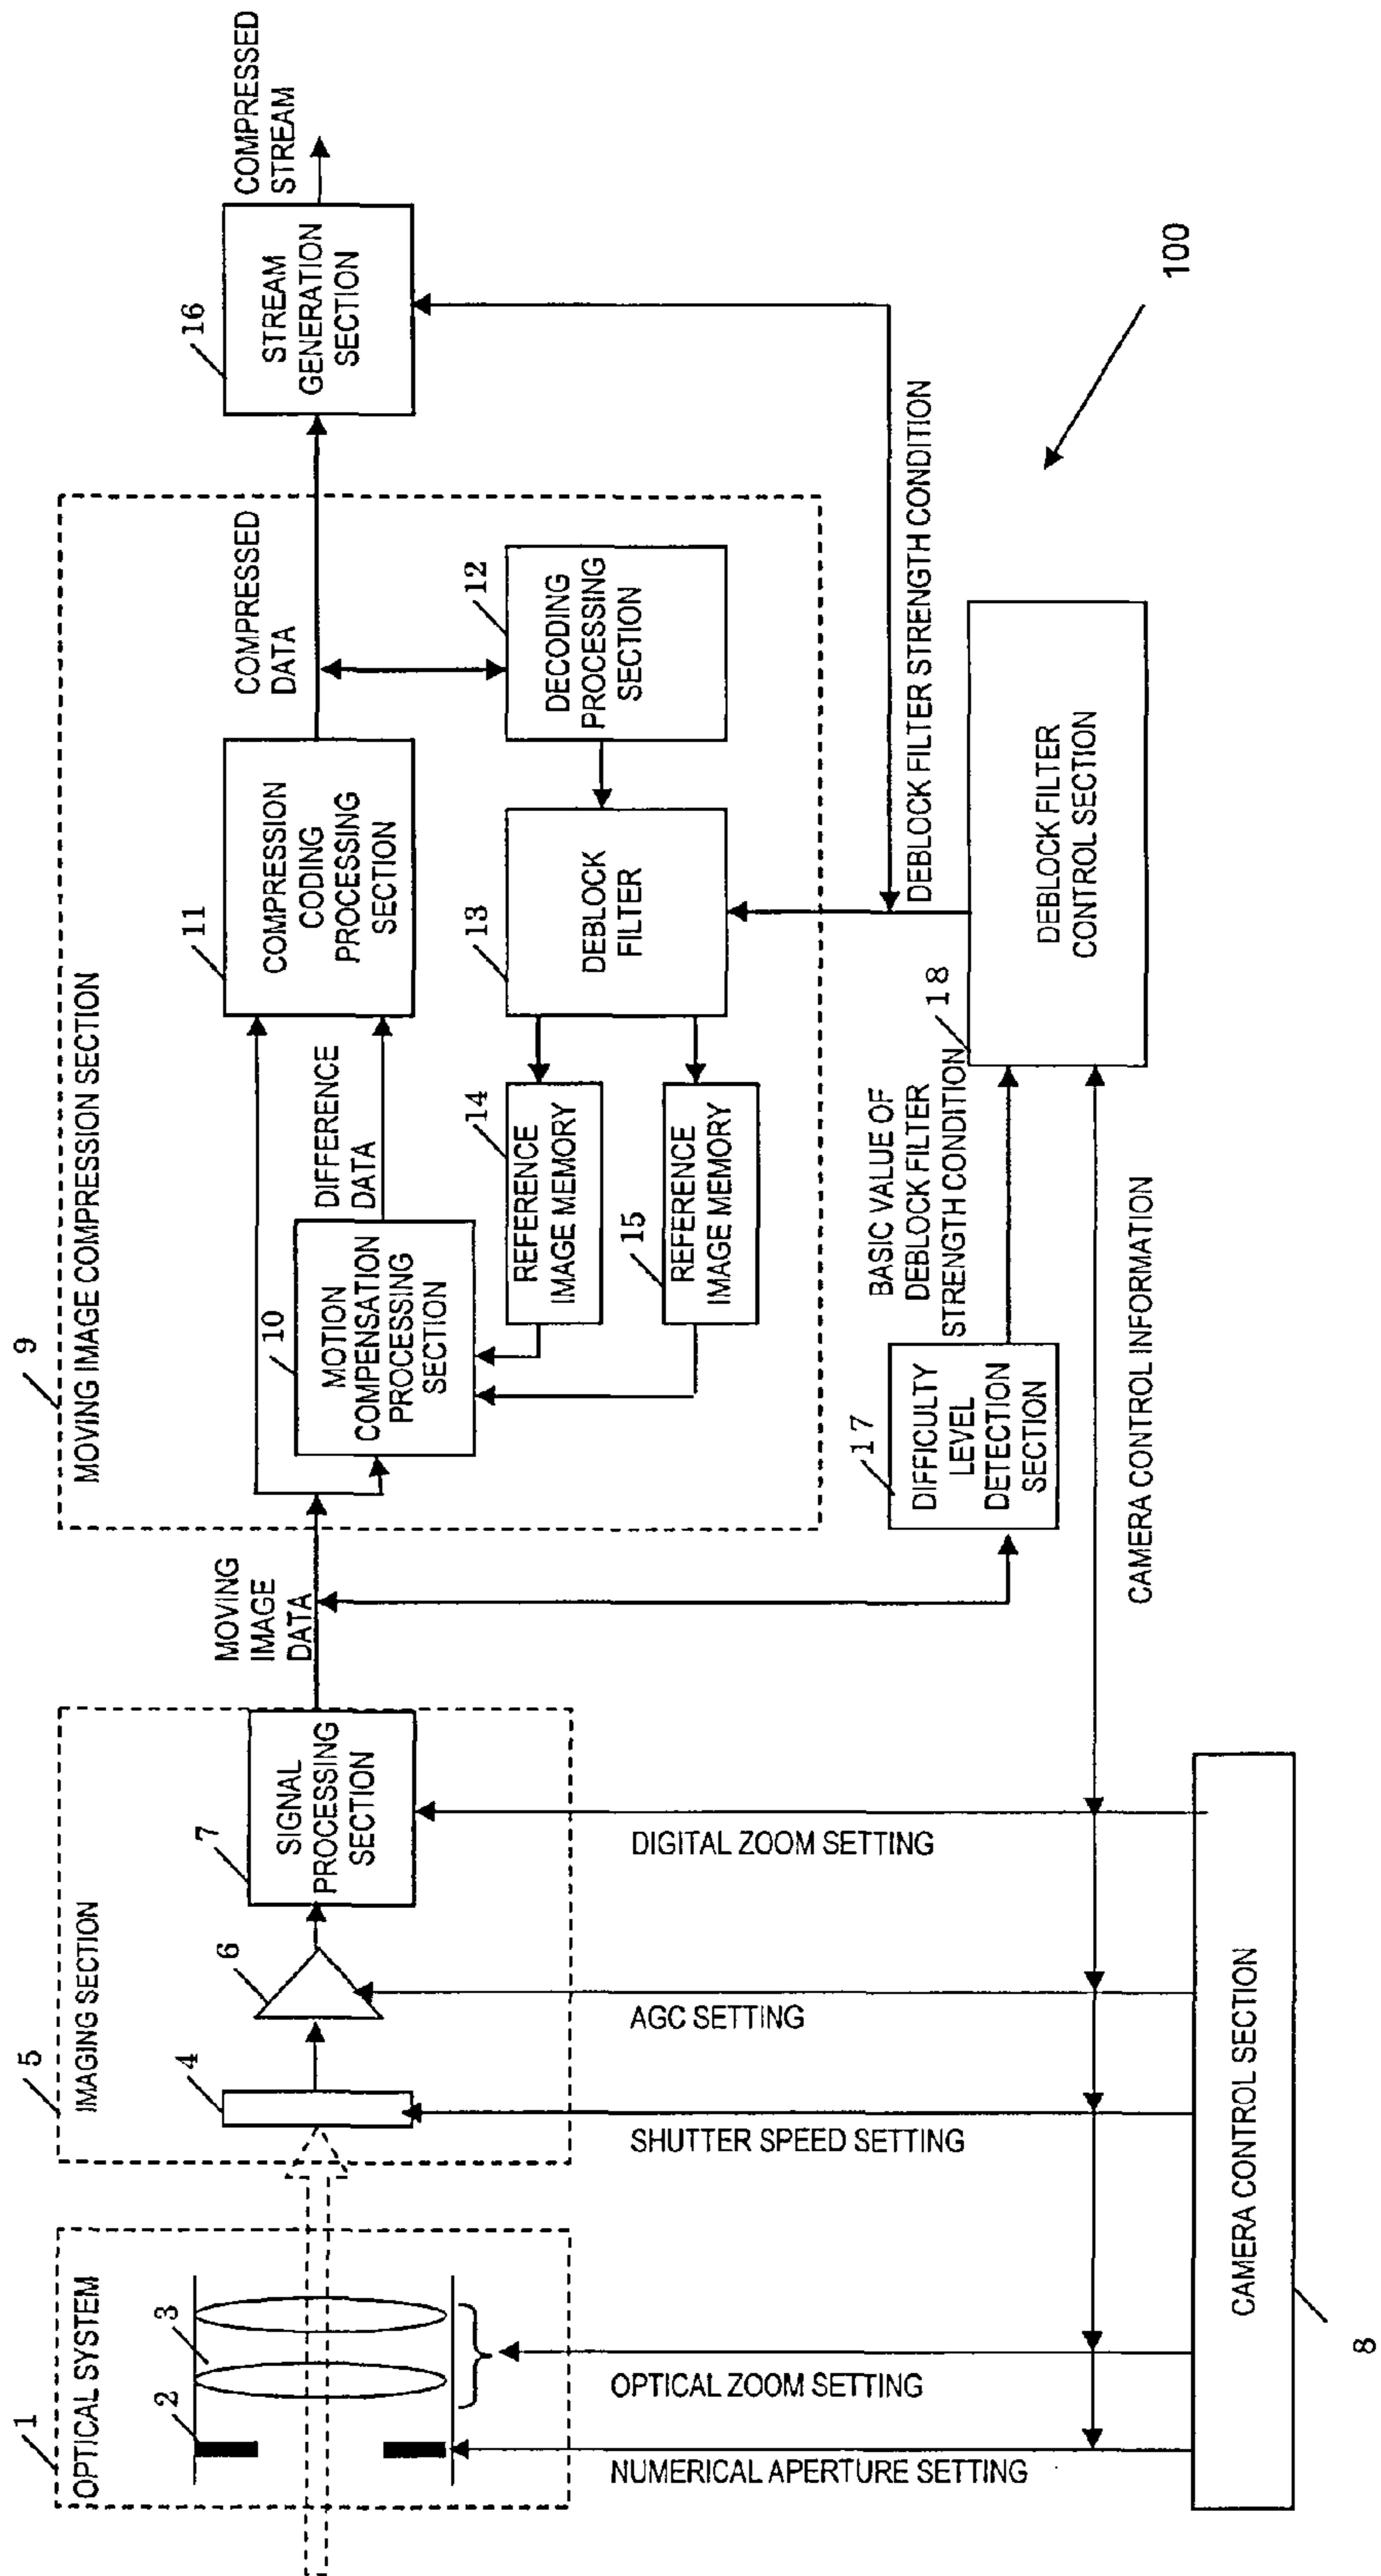 1
OPTICAL SYSTEM
2
3
5
IMAGING SECTION
4
6
7
SIGNAL
PROCESSING
SECTION
MOVING
IMAGE
DATA
9
MOVING IMAGE COMPRESSION SECTION
10
MOTION
COMPENSATION
PROCESSING
SECTION
DIFFERENCE
DATA
11
COMPRESSION
CODING
PROCESSING
SECTION
COMPRESSED
DATA
12
DECODING
PROCESSING
SECTION
13
DEBLOCK
FILTER
14
REFERENCE
IMAGE MEMORY
15
REFERENCE
IMAGE MEMORY
16
STREAM
GENERATION
SECTION
COMPRESSED
STREAM
17
DIFFICULTY
LEVEL
DETECTION
SECTION
BASIC VALUE OF
DEBLOCK FILTER
STRENGTH CONDITION
18
DEBLOCK FILTER
CONTROL SECTION
DEBLOCK FILTER STRENGTH CONDITION
100
NUMERICAL APERTURE SETTING
OPTICAL ZOOM SETTING
SHUTTER SPEED SETTING
AGC SETTING
DIGITAL ZOOM SETTING
CAMERA CONTROL INFORMATION
CAMERA CONTROL SECTION
8